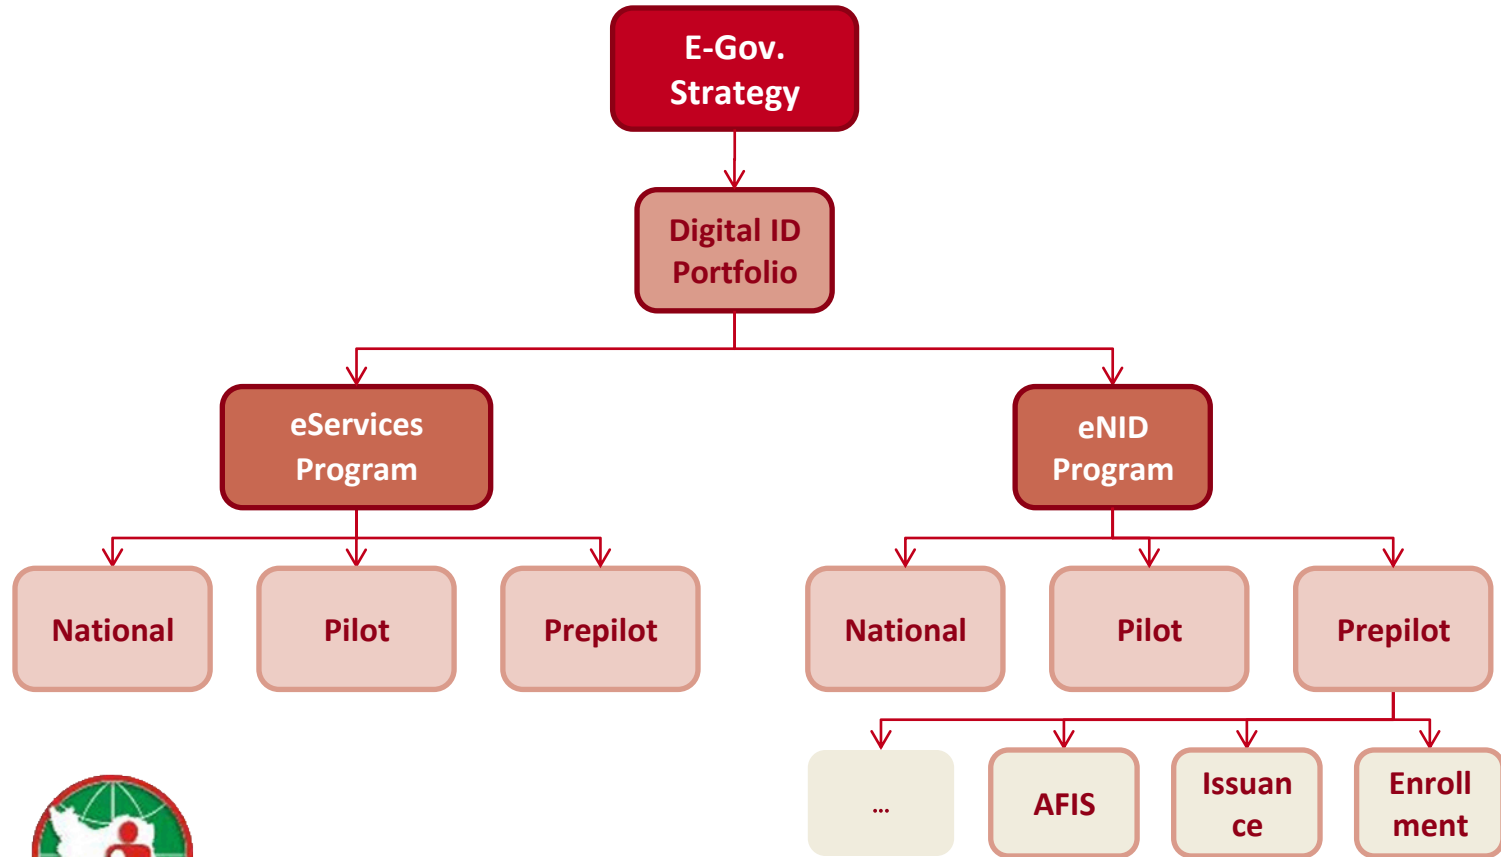 E-Gov.
Strategy
Digital ID
Portfolio
eServices
Program
eNID
Program
National
Pilot
Prepilot
National
Pilot
Prepilot
...
AFIS
Issuan
ce
Enroll
ment